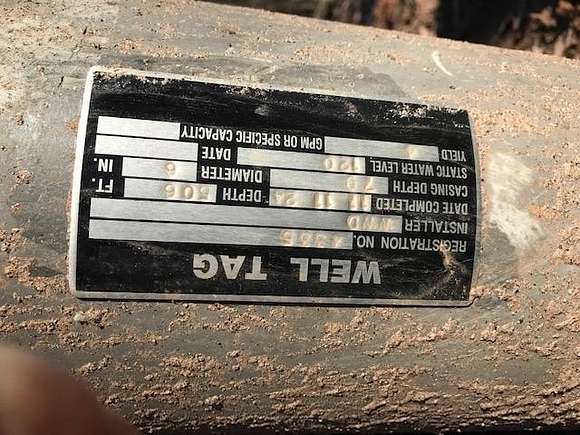 WELL TAG
REGISTRATION NO.
INSTALLER
DATE COMPLETED DEPTH FT.
CASING DEPTH 70 DIAMETER 6 IN.
STATIC WATER LEVEL 120 DATE
YIELD GPM OR SPECIFIC CAPACITY